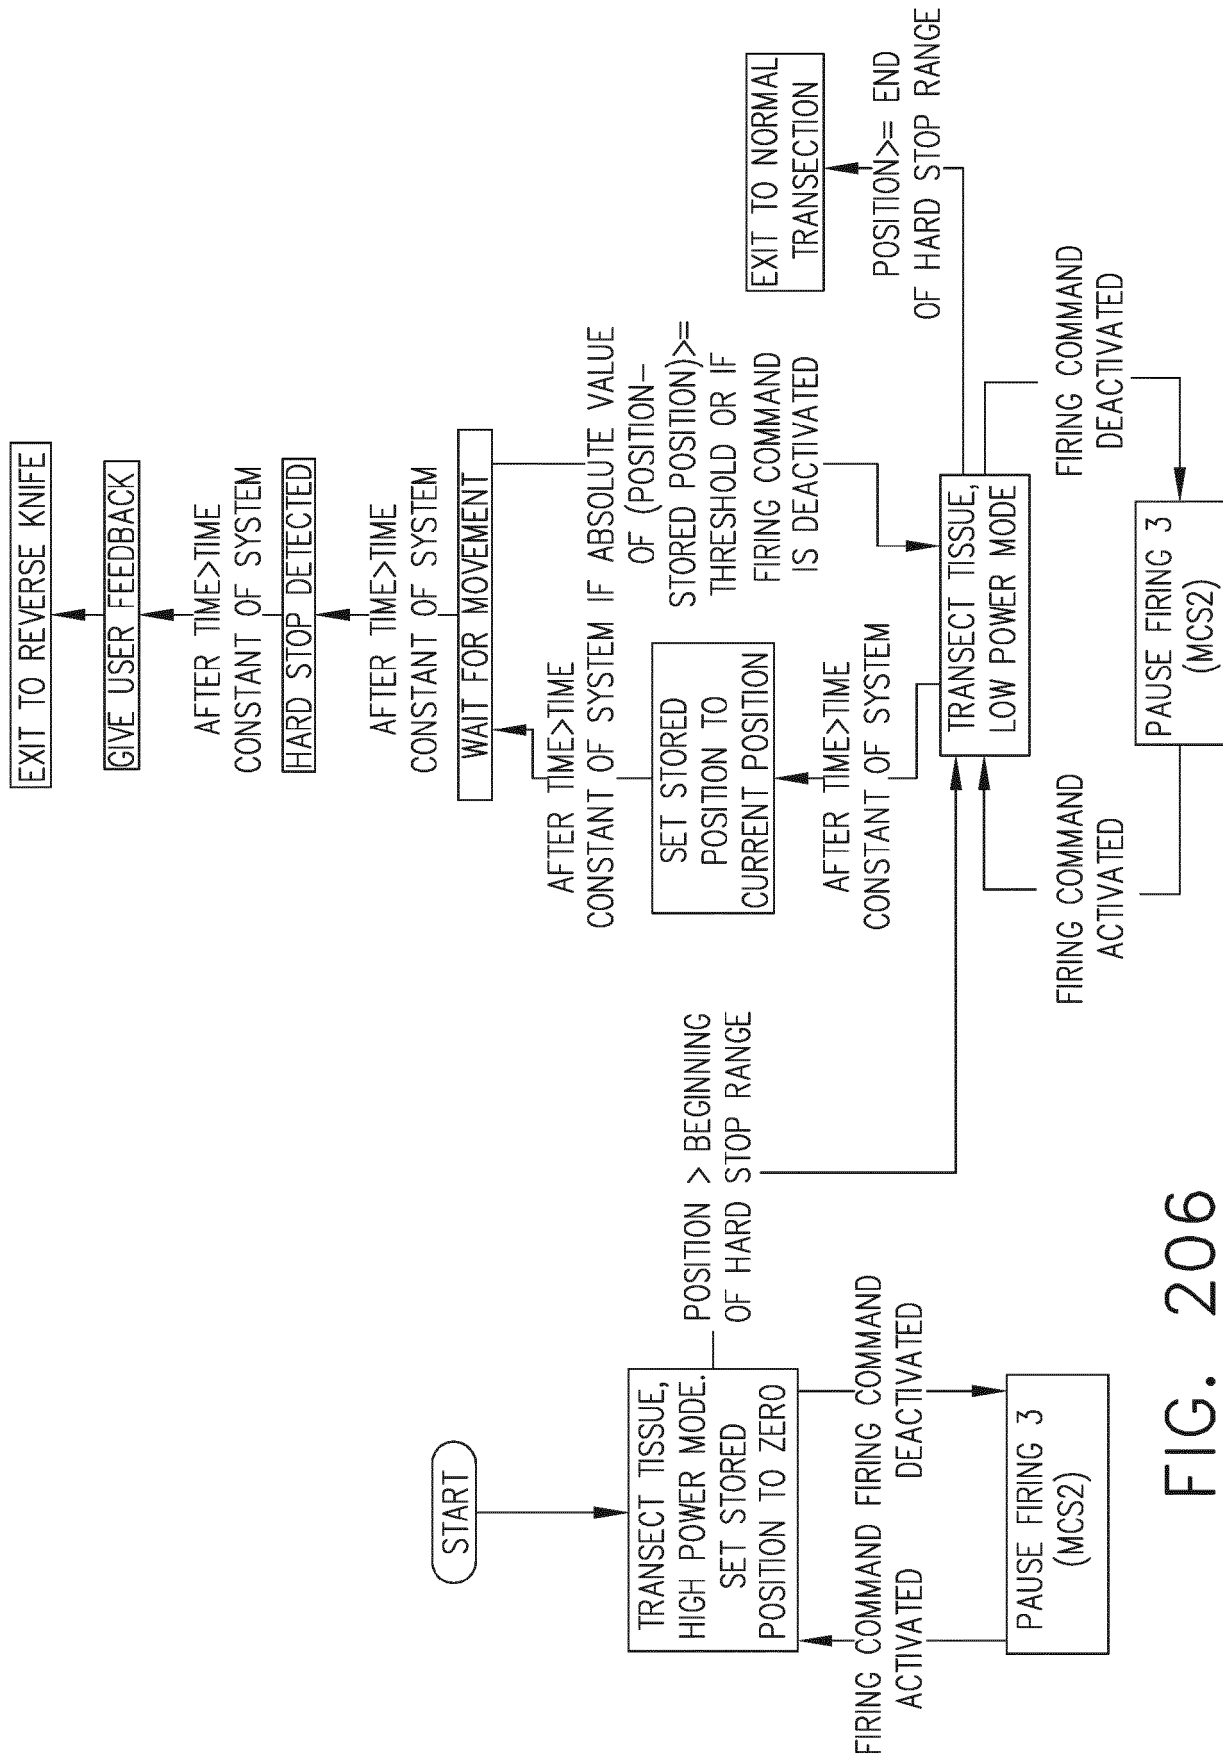 START
TRANSECT TISSUE,
HIGH POWER MODE.
SET STORED
POSITION TO ZERO
FIRING COMMAND
ACTIVATED
FIRING COMMAND
DEACTIVATED
PAUSE FIRING 3
(MCS2)
POSITION > BEGINNING
OF HARD STOP RANGE
EXIT TO REVERSE KNIFE
GIVE USER FEEDBACK
AFTER TIME>TIME
CONSTANT OF SYSTEM
HARD STOP DETECTED
AFTER TIME>TIME
CONSTANT OF SYSTEM
WAIT FOR MOVEMENT
AFTER TIME>TIME
CONSTANT OF SYSTEM
IF ABSOLUTE VALUE
OF (POSITION–
STORED POSITION)>=
THRESHOLD OR IF
FIRING COMMAND
IS DEACTIVATED
SET STORED
POSITION TO
CURRENT POSITION
AFTER TIME>TIME
CONSTANT OF SYSTEM
TRANSECT TISSUE,
LOW POWER MODE
EXIT TO NORMAL
TRANSECTION
POSITION>= END
OF HARD STOP RANGE
FIRING COMMAND
ACTIVATED
FIRING COMMAND
DEACTIVATED
PAUSE FIRING 3
(MCS2)
FIG. 206